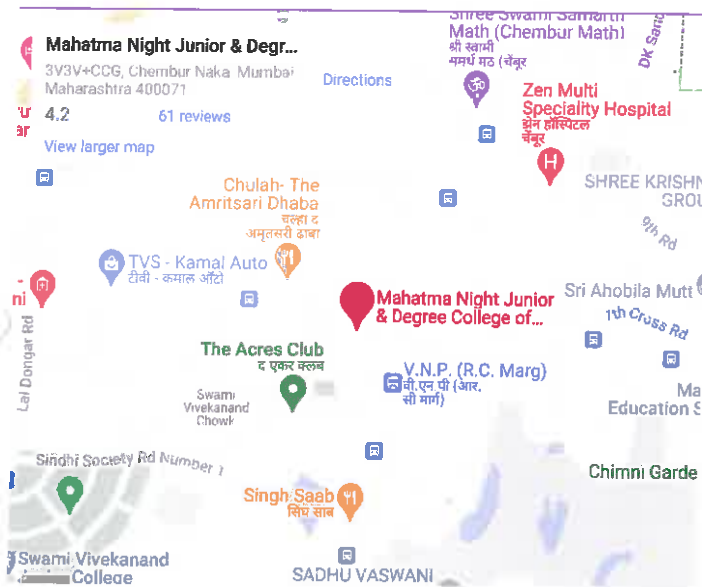 Mahatma Night Junior & Degr...
3V3V+CCG, Chembur Naka, Mumbai
Maharashtra 400071
Directions
4.2
61 reviews
View larger map
Shree Swami Samarth
Math (Chembur Math)
श्री स्वामी
समर्थ मठ (चेंबूर
Zen Multi
Speciality Hospital
झेन हॉस्पिटल
चेंबूर
Chulah- The
Amritsari Dhaba
चुल्हा द
अमृतसरी ढाबा
SHREE KRISHN
GROU
9th Rd
TVS - Kamal Auto
टीवी - कमाल ऑटो
ni
Lal Dongar Rd
Mahatma Night Junior
& Degree College of...
Sri Ahobila Mutt
11th Cross Rd
The Acres Club
द एकर क्लब
V.N.P. (R.C. Marg)
वी.एन पी (आर.
सी मार्ग)
Swami
Vivekanand
Chowk
Ma
Education S
Sindhi Society Rd Number 1
Chimni Garde
Singh Saab
सिंघ साब
Swami Vivekanand
College
SADHU VASWANI